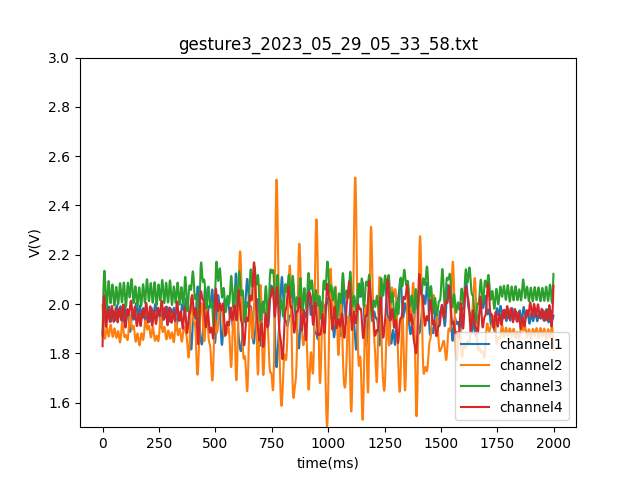 gesture3_2023_05_29_05_33_58.txt
3.0
2.8
2.6
2.4
2.2
2.0
1.8
1.6
V(V)
channel1
channel2
channel3
channel4
0 250 500 750 1000 1250 1500 1750 2000
time(ms)